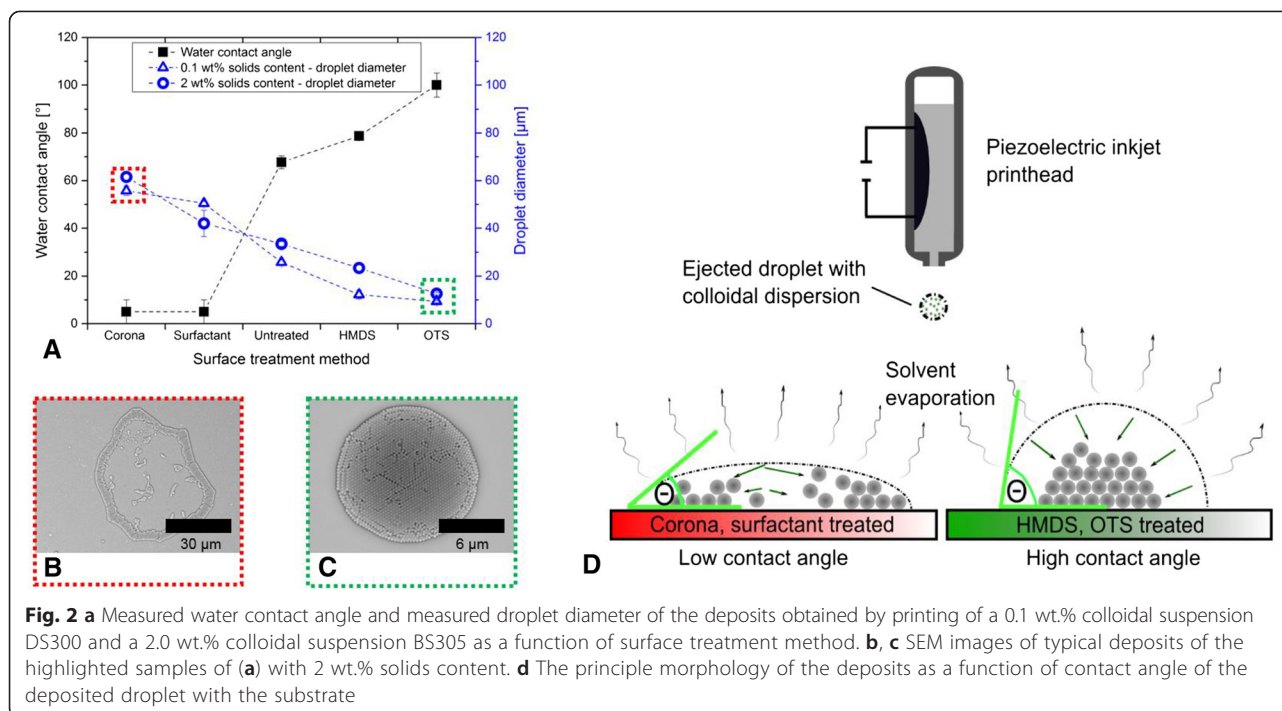 120
100
80
60
40
20
0
Water contact angle [°]
Water contact angle
0.1 wt% solids content - droplet diameter
2 wt% solids content - droplet diameter
120
100
80
60
40
20
0
Droplet diameter [µm]
Corona
Surfactant
Untreated
HMDS
OTS
Surface treatment method
A
30 µm
B
6 µm
C
Piezoelectric inkjet
printhead
Ejected droplet with
colloidal dispersion
Solvent
evaporation
Θ
Θ
Corona, surfactant treated
HMDS, OTS treated
Low contact angle
High contact angle
D
Fig. 2 a Measured water contact angle and measured droplet diameter of the deposits obtained by printing of a 0.1 wt.% colloidal suspension
DS300 and a 2.0 wt.% colloidal suspension BS305 as a function of surface treatment method. b, c SEM images of typical deposits of the
highlighted samples of (a) with 2 wt.% solids content. d The principle morphology of the deposits as a function of contact angle of the
deposited droplet with the substrate